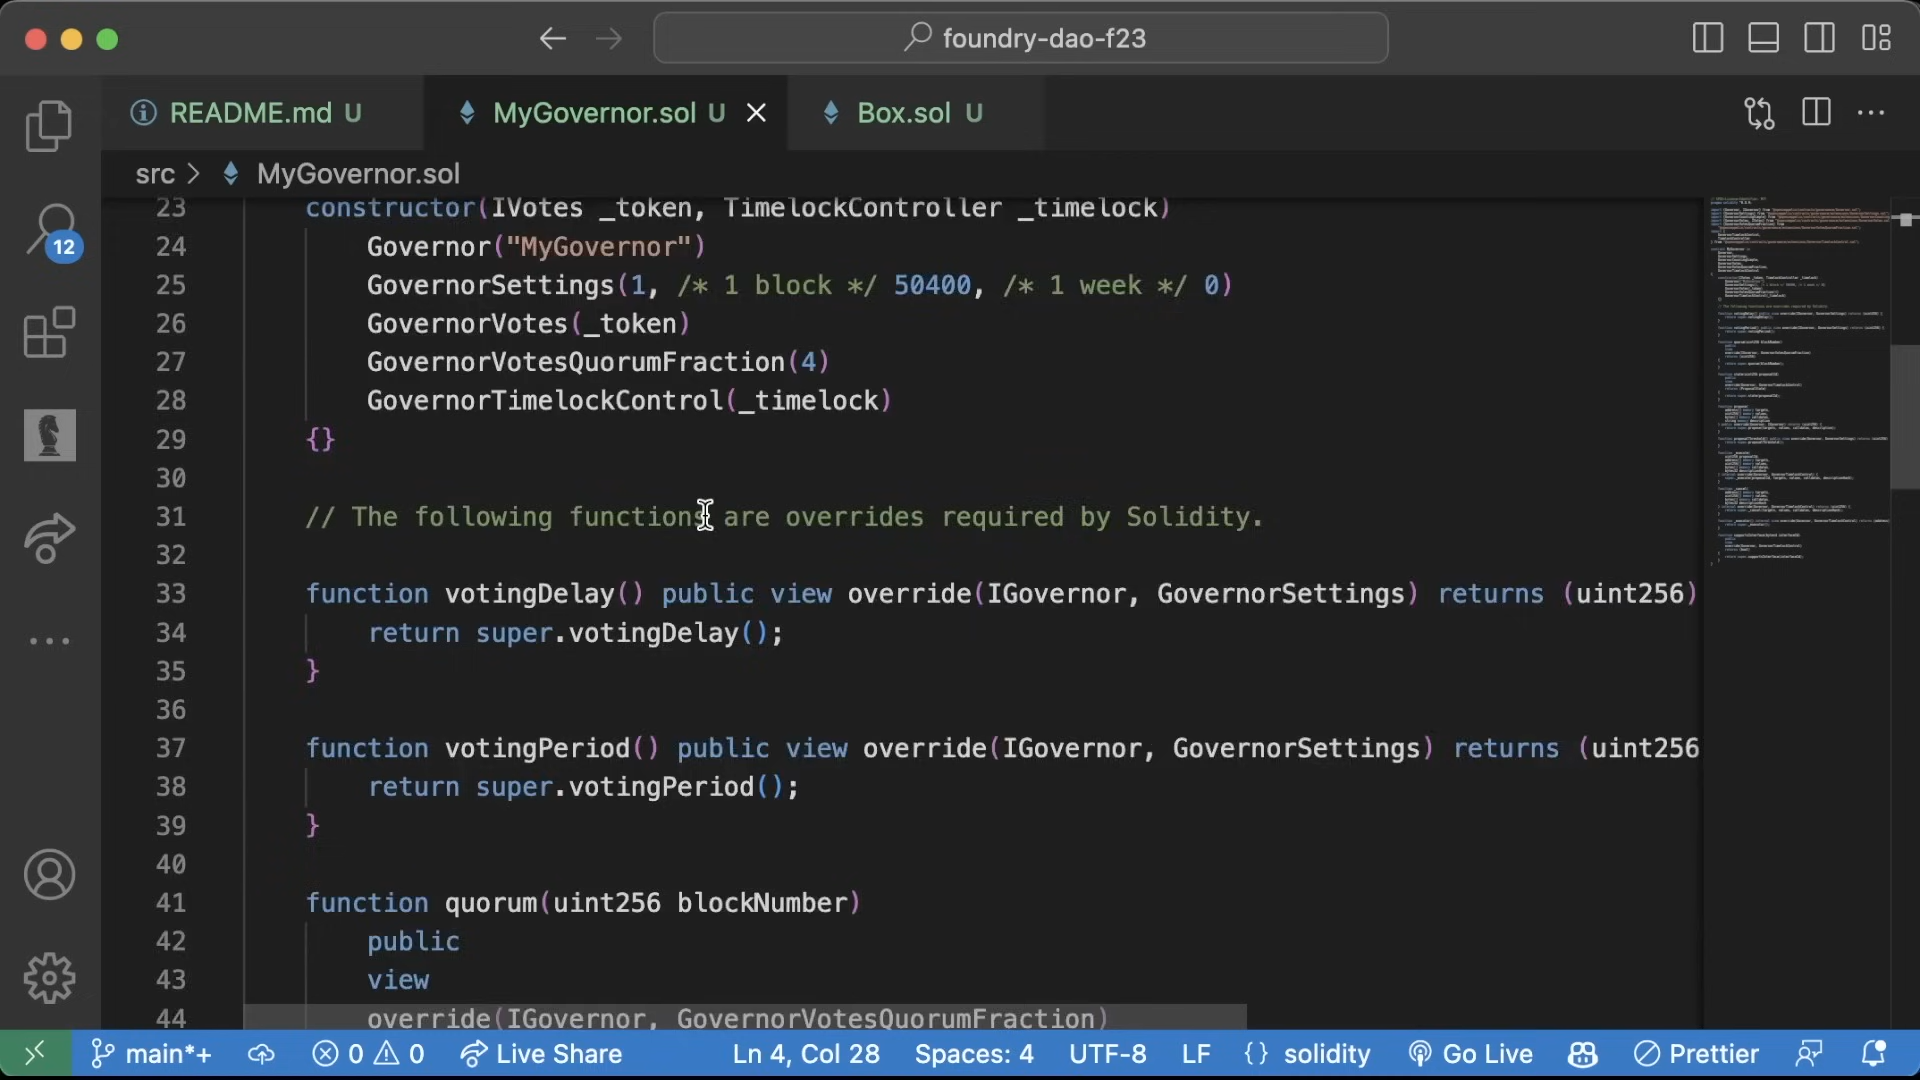 foundry-dao-f23
README.md U
MyGovernor.sol U
Box.sol U
src > MyGovernor.sol
23 constructor(IVotes _token, TimelockController _timelock)
24 Governor("MyGovernor")
25 GovernorSettings(1, /* 1 block */ 50400, /* 1 week */ 0)
26 GovernorVotes(_token)
27 GovernorVotesQuorumFraction(4)
28 GovernorTimelockControl(_timelock)
29 {}
30
31 // The following functions are overrides required by Solidity.
32
33 function votingDelay() public view override(IGovernor, GovernorSettings) returns (uint256)
34 return super.votingDelay();
35 }
36
37 function votingPeriod() public view override(IGovernor, GovernorSettings) returns (uint256
38 return super.votingPeriod();
39 }
40
41 function quorum(uint256 blockNumber)
42 public
43 view
44 override(IGovernor, GovernorVotesQuorumFraction)
12
main*+ 0 0 Live Share Ln 4, Col 28 Spaces: 4 UTF-8 LF {} solidity Go Live Prettier